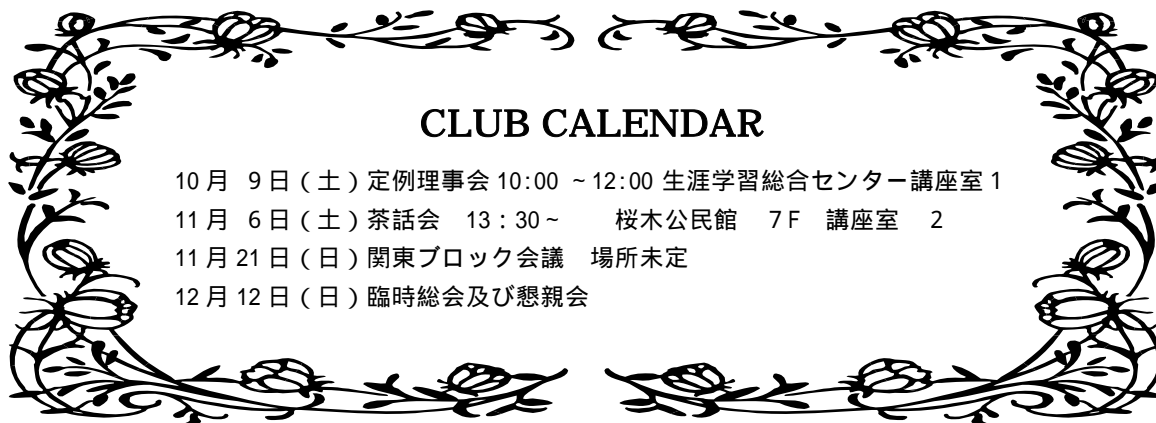 CLUB CALENDAR
10月 9日(土)定例理事会 10:00 ~12:00 生涯学習総合センター講座室1
11月 6日(土)茶話会 13:30~ 桜木公民館 7F 講座室 2
11月21日(日)関東ブロック会議 場所未定
12月12日(日)臨時総会及び懇親会